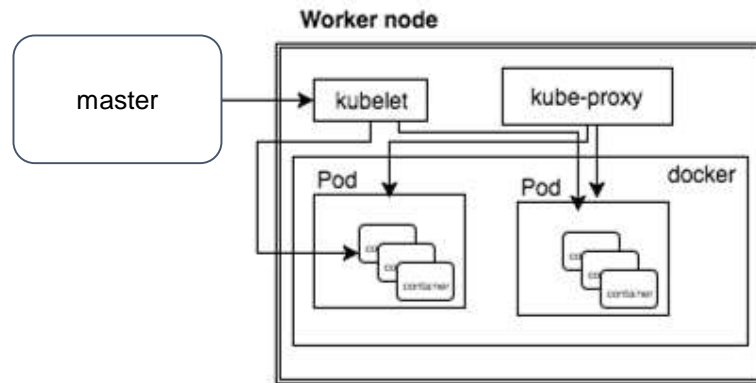 Worker node
master
kubelet
kube-proxy
docker
Pod
Pod
container
container